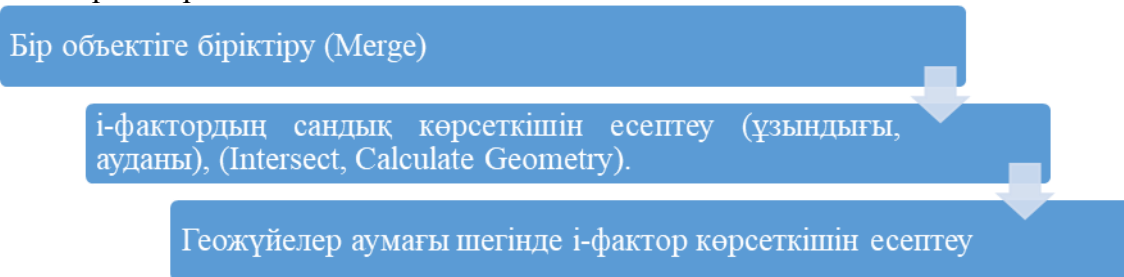 Бір объектіге біріктіру (Merge)
і-фактордың сандық көрсеткішін есептеу (ұзындығы,
ауданы), (Intersect, Calculate Geometry).
Геожүйелер аумағы шегінде і-фактор көрсеткішін есептеу